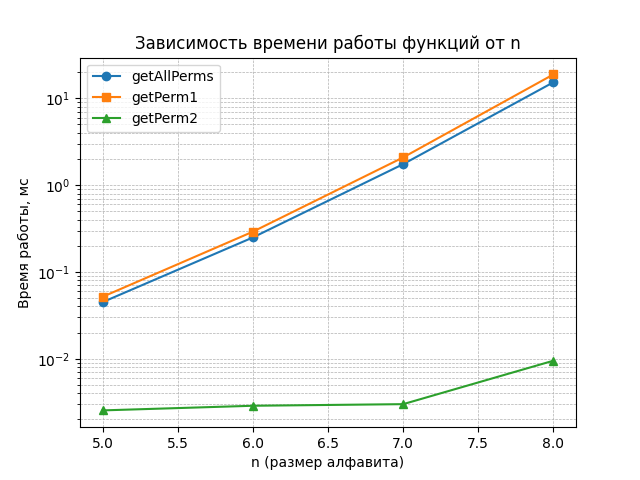 Зависимость времени работы функций от n
getAllPerms
getPerm1
getPerm2
Время работы, мс
10¹
10⁰
10⁻¹
10⁻²
5.0 5.5 6.0 6.5 7.0 7.5 8.0
n (размер алфавита)